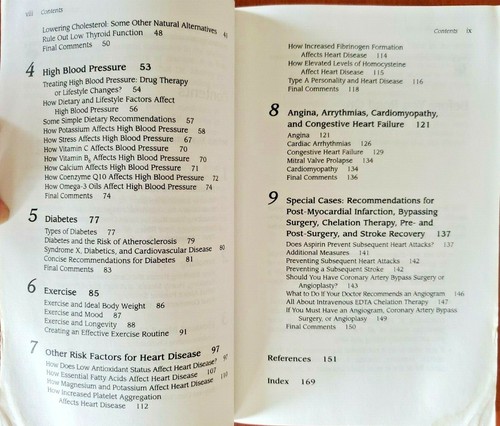 viii Contents
Lowering Cholesterol: Some Other Natural Alternatives 45
Rule Out Low Thyroid Function 48
Final Comments 50
4 High Blood Pressure 53
Treating High Blood Pressure: Drug Therapy
or Lifestyle Changes? 54
How Dietary and Lifestyle Factors Affect
High Blood Pressure 56
Some Simple Dietary Recommendations 57
How Potassium Affects High Blood Pressure 58
How Stress Affects High Blood Pressure 67
How Vitamin C Affects Blood Pressure 70
How Vitamin B6 Affects High Blood Pressure 70
How Calcium Affects High Blood Pressure 71
How Coenzyme Q10 Affects High Blood Pressure 72
How Omega-3 Oils Affect High Blood Pressure 74
Final Comments 74
5 Diabetes 77
Types of Diabetes 77
Diabetes and the Risk of Atherosclerosis 79
Syndrome X, Diabetics, and Cardiovascular Disease 80
Concise Recommendations for Diabetes 81
Final Comments 83
6 Exercise 85
Exercise and Ideal Body Weight 86
Exercise and Mood 87
Exercise and Longevity 88
Creating an Effective Exercise Routine 91
7 Other Risk Factors for Heart Disease 97
How Does Low Antioxidant Status Affect Heart Disease? 97
How Essential Fatty Acids Affect Heart Disease 107
How Magnesium and Potassium Affect Heart Disease 110
How Increased Platelet Aggregation
Affects Heart Disease 112
Contents ix
How Increased Fibrinogen Formation
Affects Heart Disease 114
How Elevated Levels of Homocysteine
Affect Heart Disease 115
Type A Personality and Heart Disease 116
Final Comments 118
8 Angina, Arrythmias, Cardiomyopathy,
and Congestive Heart Failure 121
Angina 121
Cardiac Arrhythmias 126
Congestive Heart Failure 129
Mitral Valve Prolapse 134
Cardiomyopathy 134
Final Comments 136
9 Special Cases: Recommendations for
Post-Myocardial Infarction, Bypassing
Surgery, Chelation Therapy, Pre- and
Post-Surgery, and Stroke Recovery 137
Does Aspirin Prevent Subsequent Heart Attacks? 137
Additional Measures 141
Preventing Subsequent Heart Attacks 142
Preventing a Subsequent Stroke 142
Should You Have Coronary Artery Bypass Surgery or
Angioplasty? 143
What to Do if Your Doctor Recommends an Angiogram 146
All About Intravenous EDTA Chelation Therapy 147
If You Must Have an Angiogram, Coronary Artery Bypass
Surgery, or Angioplasy 149
Final Comments 150
References 151
Index 169